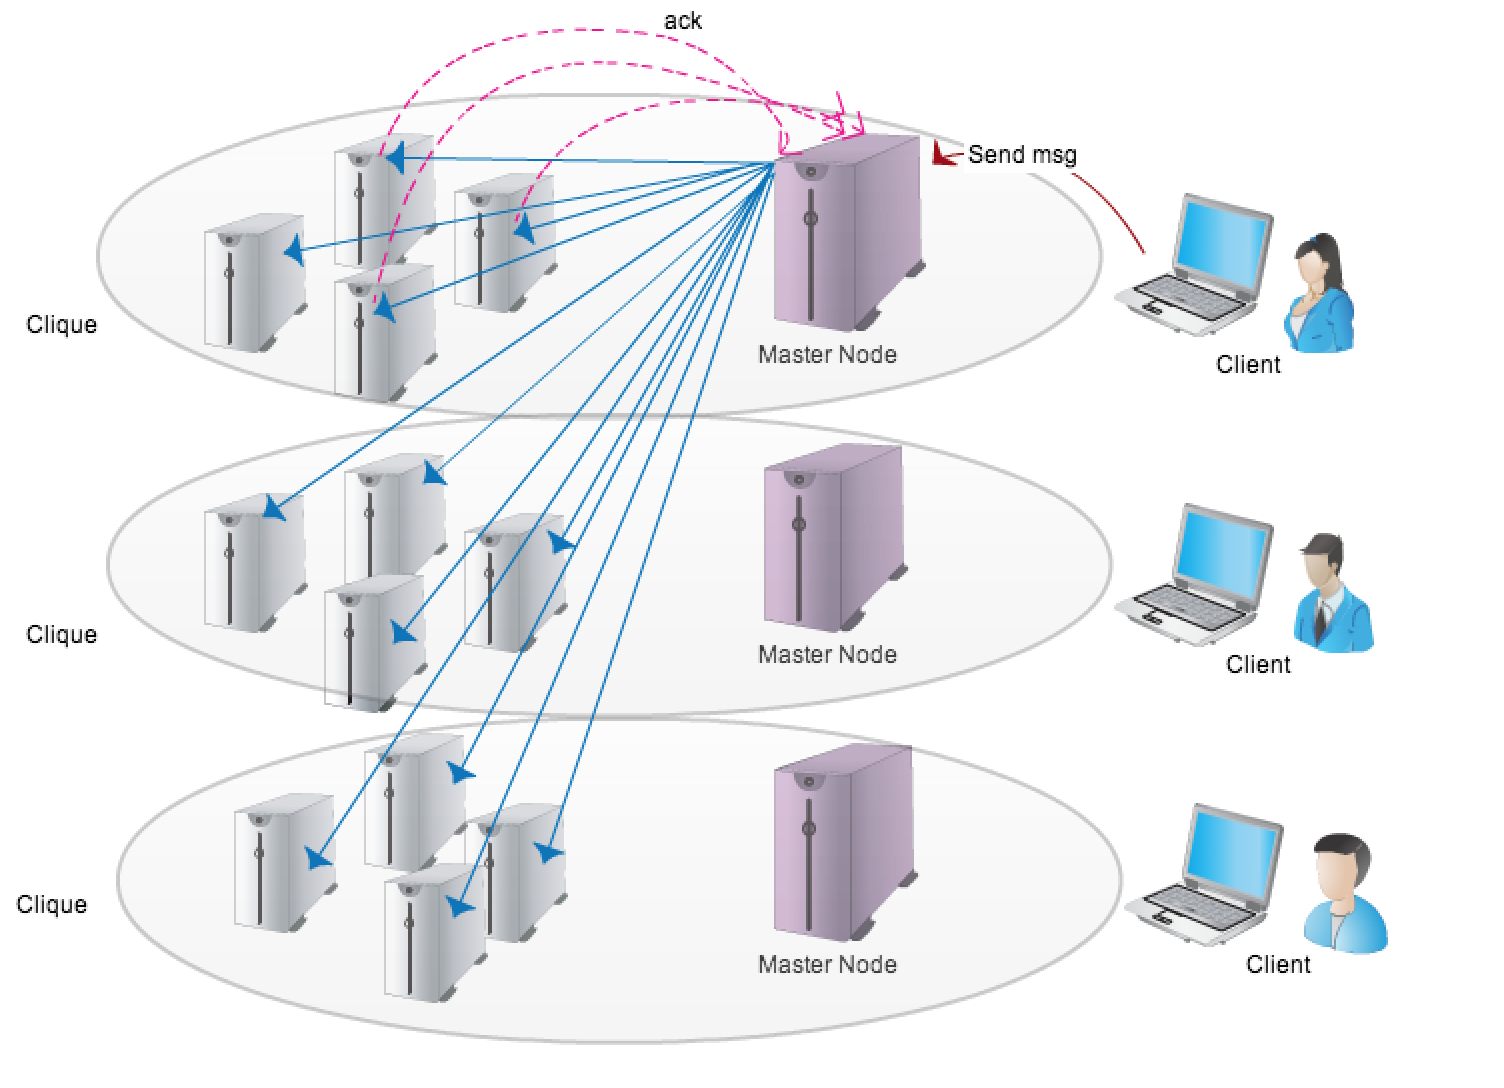 ack
Send msg
Clique
Master Node
Client
Clique
Master Node
Client
Clique
Master Node
Client